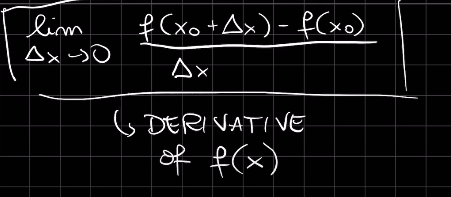 lim f(x₀ + Δx) - f(x₀)
Δx → 0 Δx
↳ DERIVATIVE
of f(x)